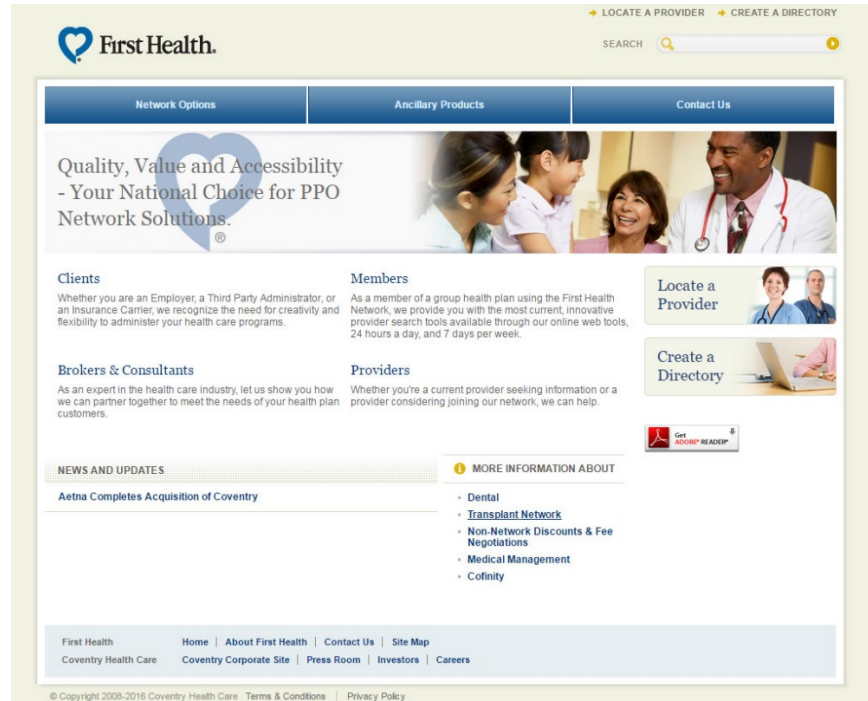 LOCATE A PROVIDER CREATE A DIRECTORY
First Health.
SEARCH
Network Options
Ancillary Products
Contact Us
Quality, Value and Accessibility
- Your National Choice for PPO
Network Solutions.
®
Clients
Whether you are an Employer, a Third Party Administrator, or
an Insurance Carrier, we recognize the need for creativity and
flexibility to administer your health care programs.
Members
As a member of a group health plan using the First Health
Network, we provide you with the most current, innovative
provider search tools available through our online web tools,
24 hours a day, and 7 days per week.
Brokers & Consultants
As an expert in the health care industry, let us show you how
we can partner together to meet the needs of your health plan
customers.
Providers
Whether you're a current provider seeking information or a
provider considering joining our network, we can help.
Locate a
Provider
Create a
Directory
Get
ADOBE® READER®
NEWS AND UPDATES
Aetna Completes Acquisition of Coventry
MORE INFORMATION ABOUT
Dental
Transplant Network
Non-Network Discounts & Fee
Negotiations
Medical Management
Cofinity
First Health Home | About First Health | Contact Us | Site Map
Coventry Health Care Coventry Corporate Site | Press Room | Investors | Careers
© Copyright 2008-2016 Coventry Health Care Terms & Conditions | Privacy Policy